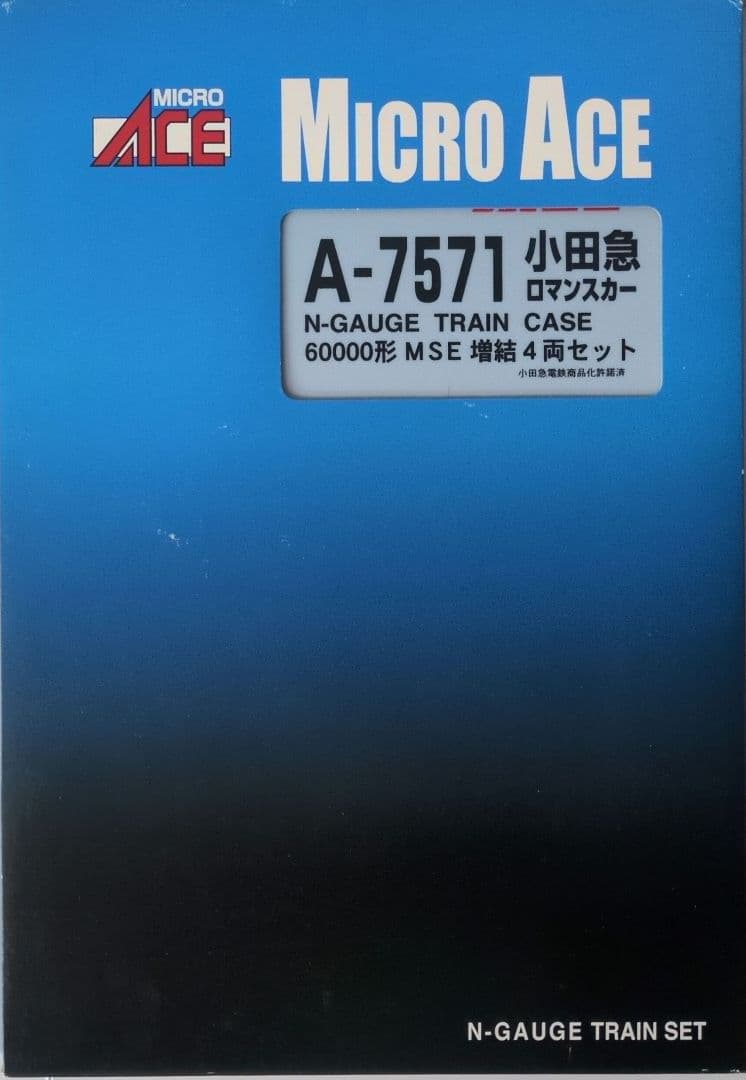 MICRO
ACE
MICRO ACE
A-7571 小田急
ロマンスカー
N-GAUGE TRAIN CASE
60000形 MSE 増結4両セット
小田急電鉄商品化許諾済
N-GAUGE TRAIN SET